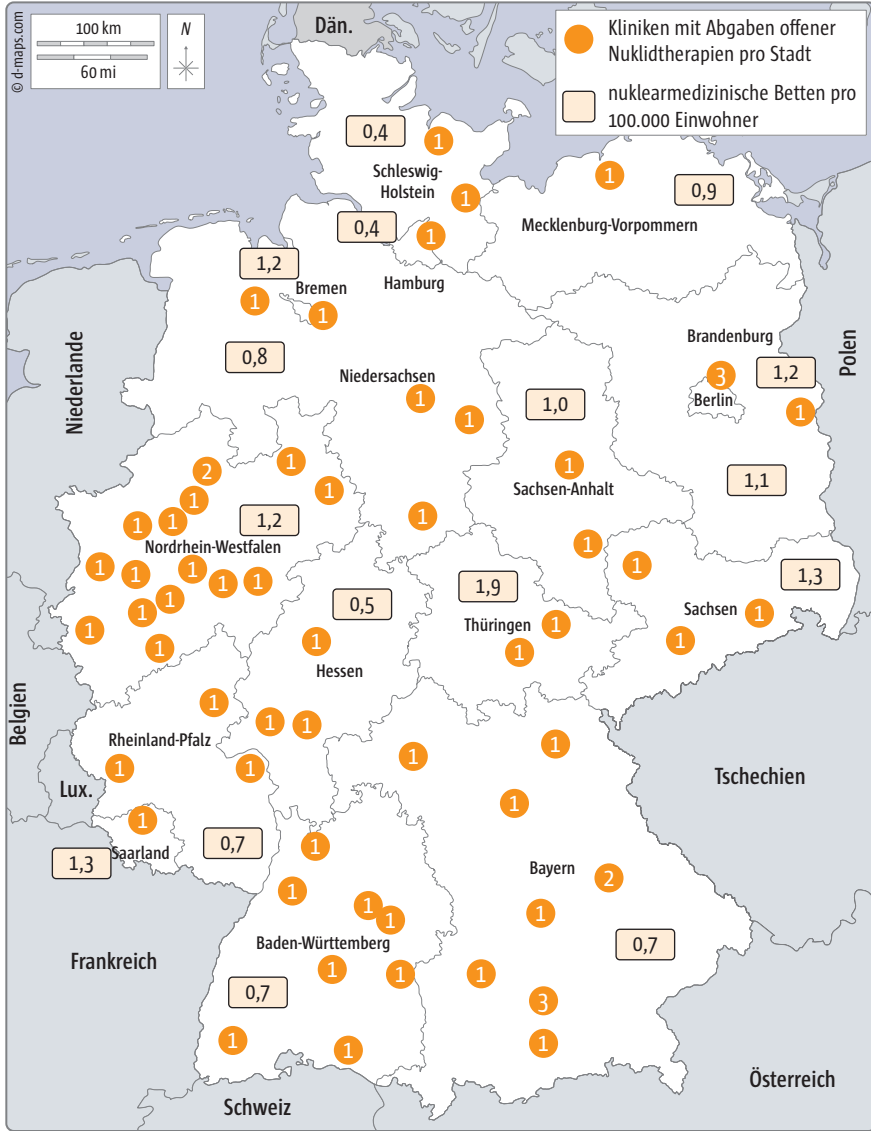 © d-maps.com
100 km
60 mi
N
Dän.
Kliniken mit Abgaben offener
Nuklidtherapien pro Stadt
nuklearmedizinische Betten pro
100.000 Einwohner
0,4
1
Schleswig-
Holstein
1
1
0,9
Mecklenburg-Vorpommern
0,4
1
Hamburg
1,2
Bremen
1
1
Niederlande
0,8
Niedersachsen
1
1
1
Brandenburg
3
Berlin
1,2
1
Polen
1,0
1
Sachsen-Anhalt
1
1,1
2
1
1
1
1
1
1,2
Nordrhein-Westfalen
1
1
1
1
1
1
1
1
1
0,5
1
Hessen
1
1
1,9
Thüringen
1
1
1
1,3
Sachsen
1
1
Belgien
1
Rheinland-Pfalz
1
1
Lux.
1
Saarland
1,3
0,7
Tschechien
1
1
1
Bayern
2
1
0,7
1
3
1
1
1
1
1
Baden-Württemberg
1
1
0,7
1
1
Frankreich
Schweiz
Österreich